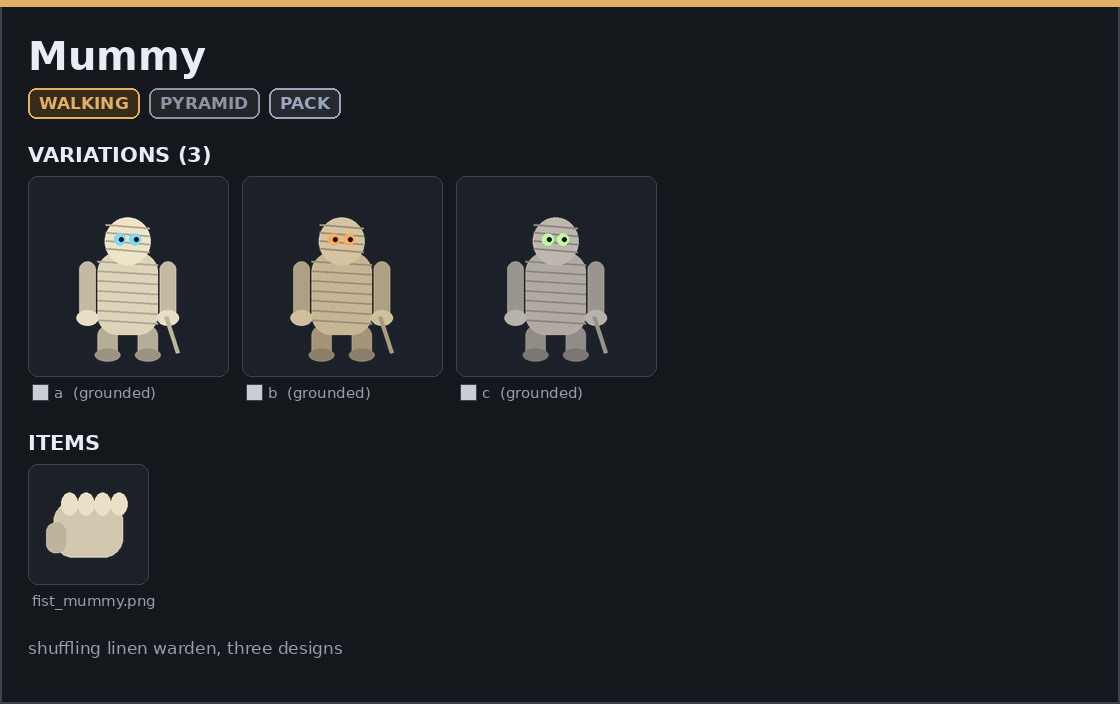 Mummy
WALKING PYRAMID PACK
VARIATIONS (3)
a (grounded) b (grounded) c (grounded)
ITEMS
fist_mummy.png
shuffling linen warden, three designs